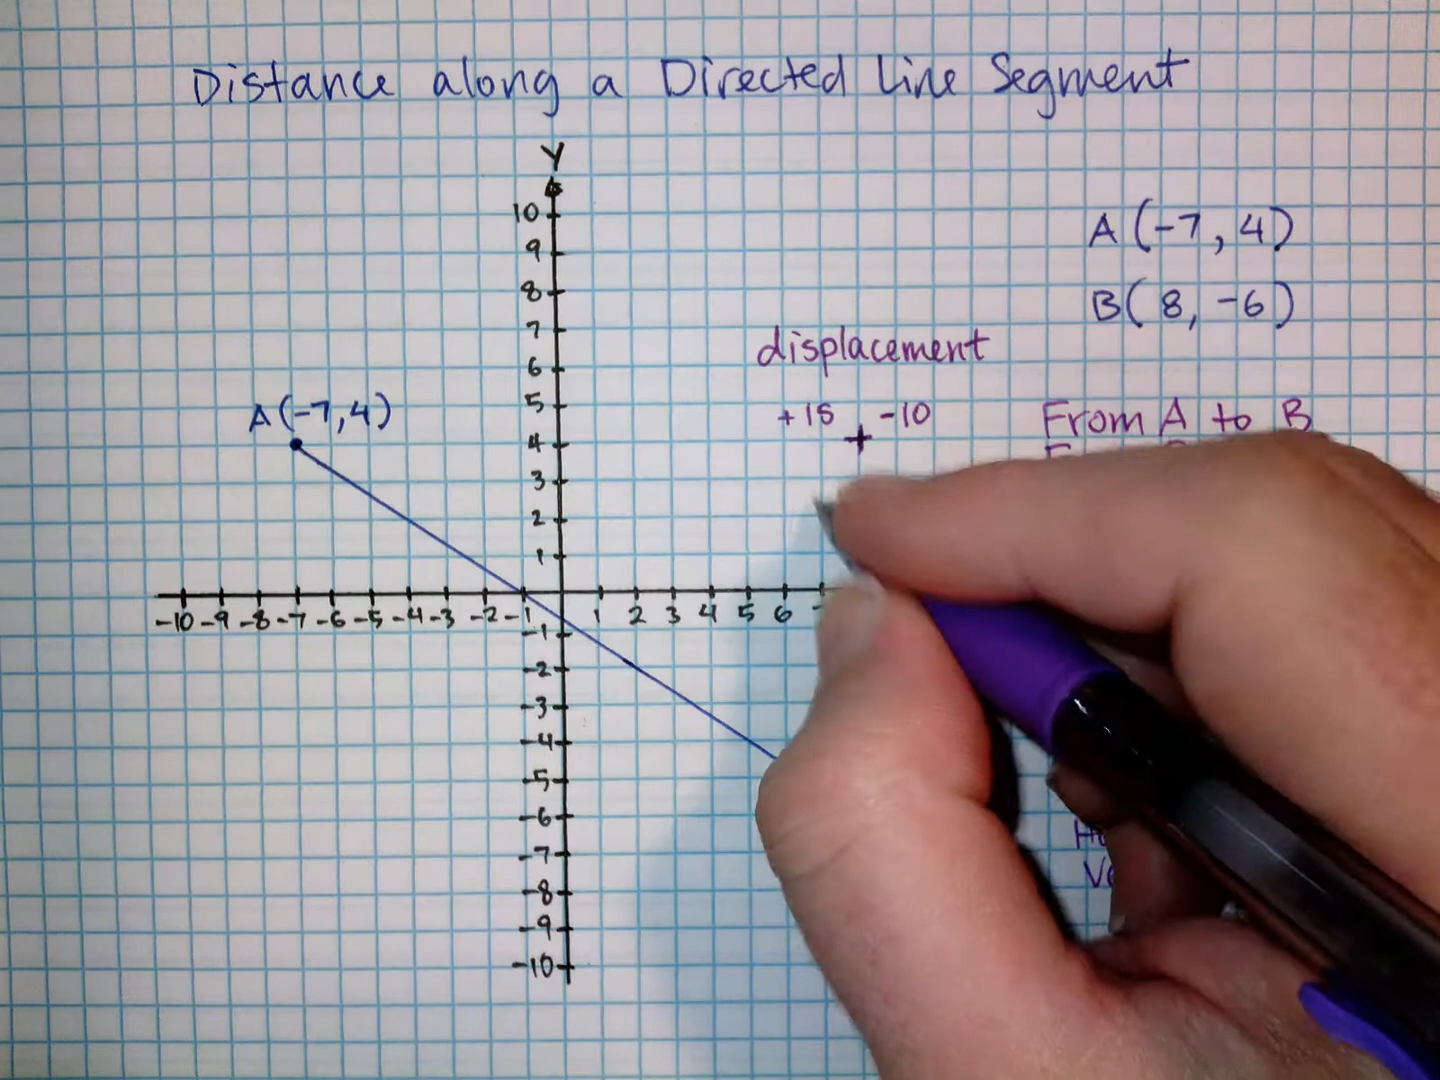 Distance along a Directed Line Segment
Y
10
9
8
7
6
5
4
3
2
1
-10 -9 -8 -7 -6 -5 -4 -3 -2 -1 1 2 3 4 5 6
-1
-2
-3
-4
-5
-6
-7
-8
-9
-10
A(-7,4)
A(-7, 4)
B(8, -6)
displacement
+15 + -10
From A to B